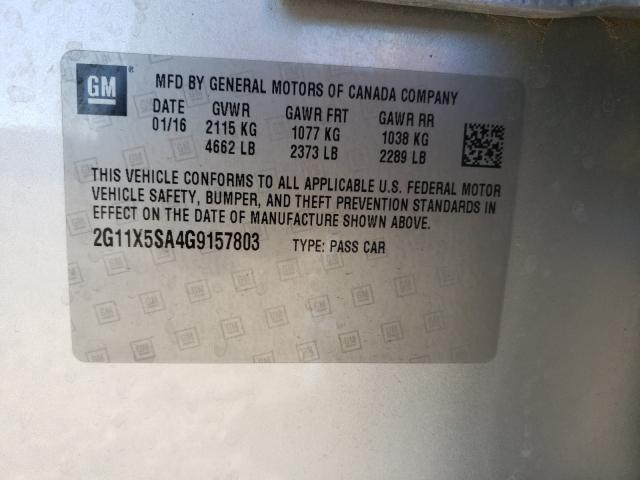 GM ® MFD BY GENERAL MOTORS OF CANADA COMPANY
DATE GVWR GAWR FRT GAWR RR
01/16 2115 KG 1077 KG 1038 KG
4662 LB 2373 LB 2289 LB
THIS VEHICLE CONFORMS TO ALL APPLICABLE U.S. FEDERAL MOTOR
VEHICLE SAFETY, BUMPER, AND THEFT PREVENTION STANDARDS IN
EFFECT ON THE DATE OF MANUFACTURE SHOWN ABOVE.
2G11X5SA4G9157803 TYPE: PASS CAR